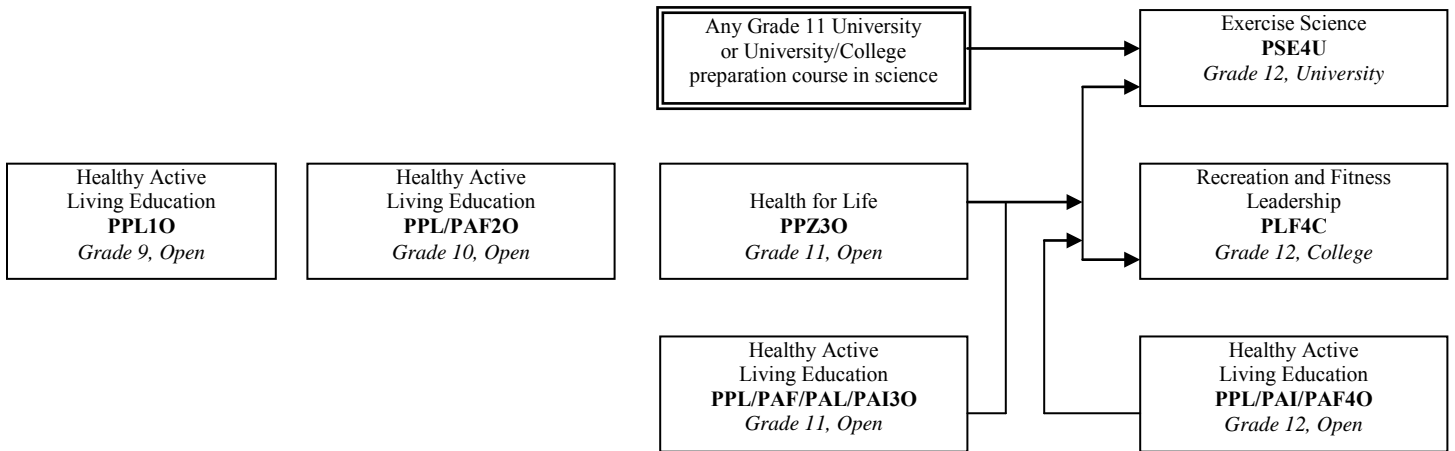 Any Grade 11 University
or University/College
preparation course in science
Exercise Science
PSE4U
Grade 12, University
Healthy Active
Living Education
PPL1O
Grade 9, Open
Healthy Active
Living Education
PPL/PAF2O
Grade 10, Open
Health for Life
PPZ3O
Grade 11, Open
Recreation and Fitness
Leadership
PLF4C
Grade 12, College
Healthy Active
Living Education
PPL/PAF/PAL/PAI3O
Grade 11, Open
Healthy Active
Living Education
PPL/PAI/PAF4O
Grade 12, Open